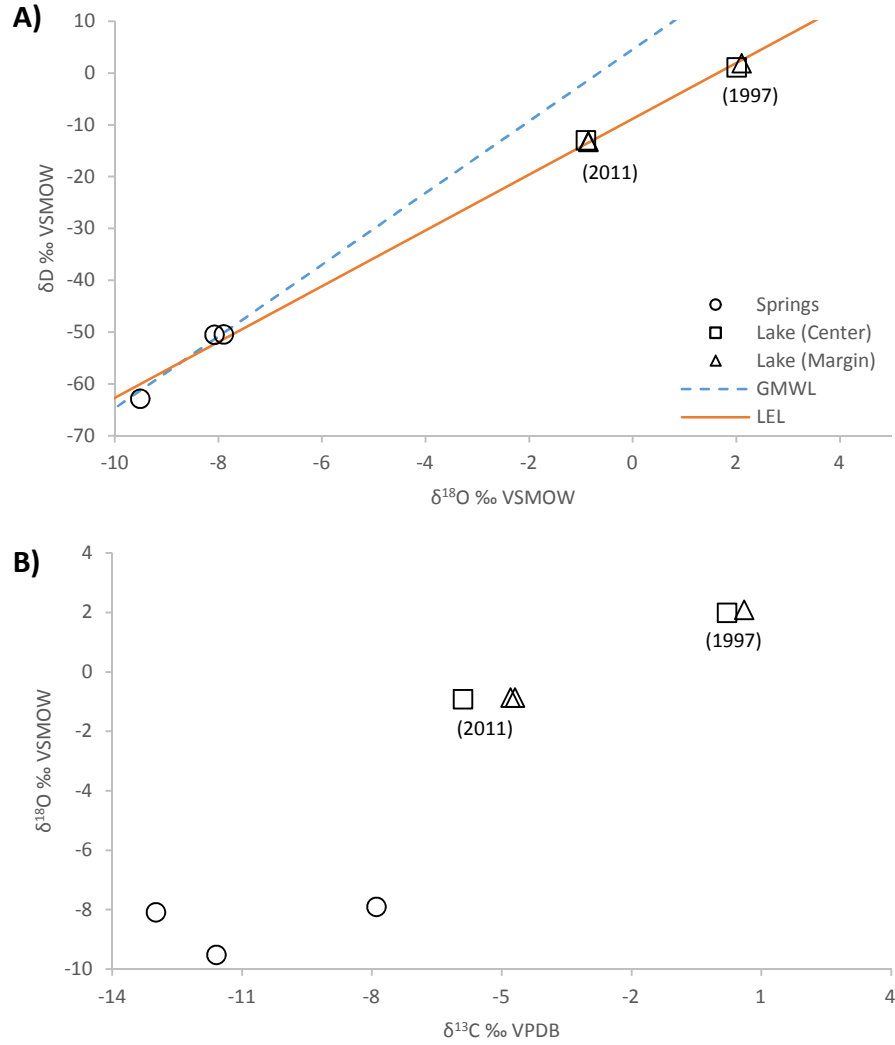 A)
10
0
-10
-20
-30
-40
-50
-60
-70
δD ‰ VSMOW
(1997)
(2011)
Springs
Lake (Center)
Lake (Margin)
GMWL
LEL
-10 -8 -6 -4 -2 0 2 4
δ¹⁸O ‰ VSMOW
B)
4
2
0
-2
-4
-6
-8
-10
δ¹⁸O ‰ VSMOW
(1997)
(2011)
-14 -11 -8 -5 -2 1 4
δ¹³C ‰ VPDB